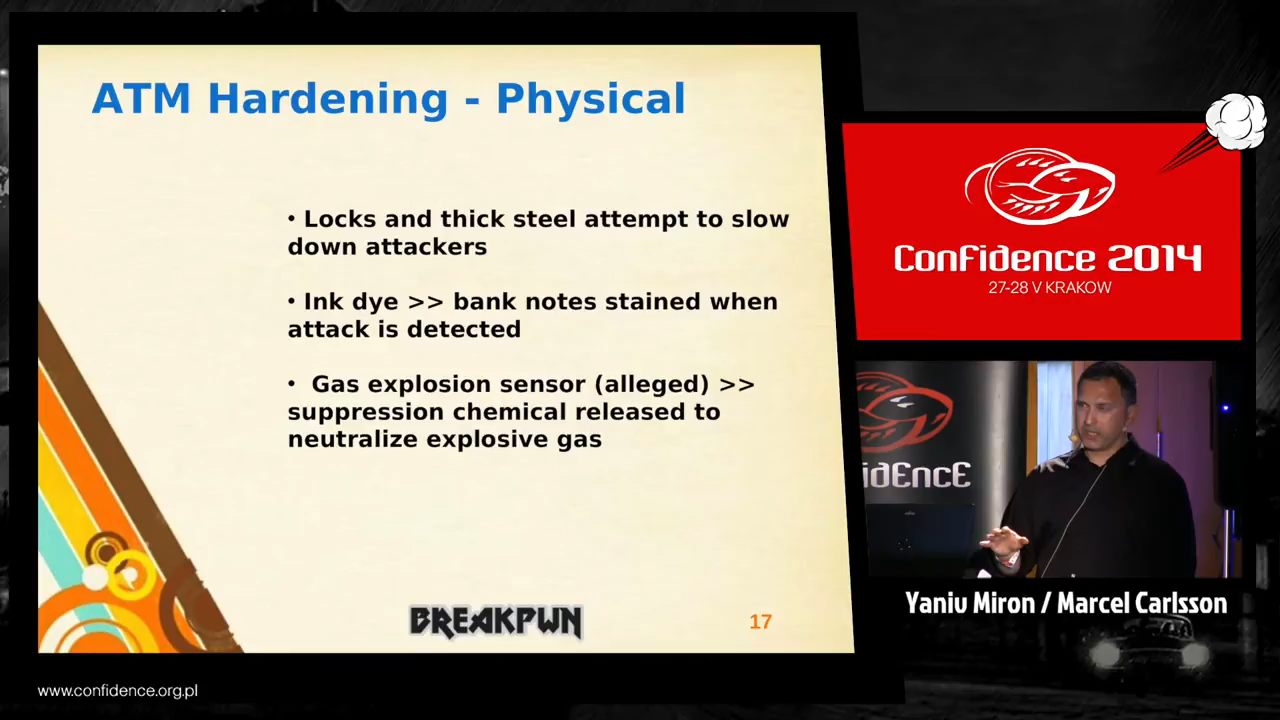 ATM Hardening - Physical
• Locks and thick steel attempt to slow
down attackers
• Ink dye >> bank notes stained when
attack is detected
• Gas explosion sensor (alleged) >>
suppression chemical released to
neutralize explosive gas
BREAKPWN
17
ConFidence 2014
27-28 V KRAKOW
idEncE
Yaniv Miron / Marcel Carlsson
www.confidence.org.pl